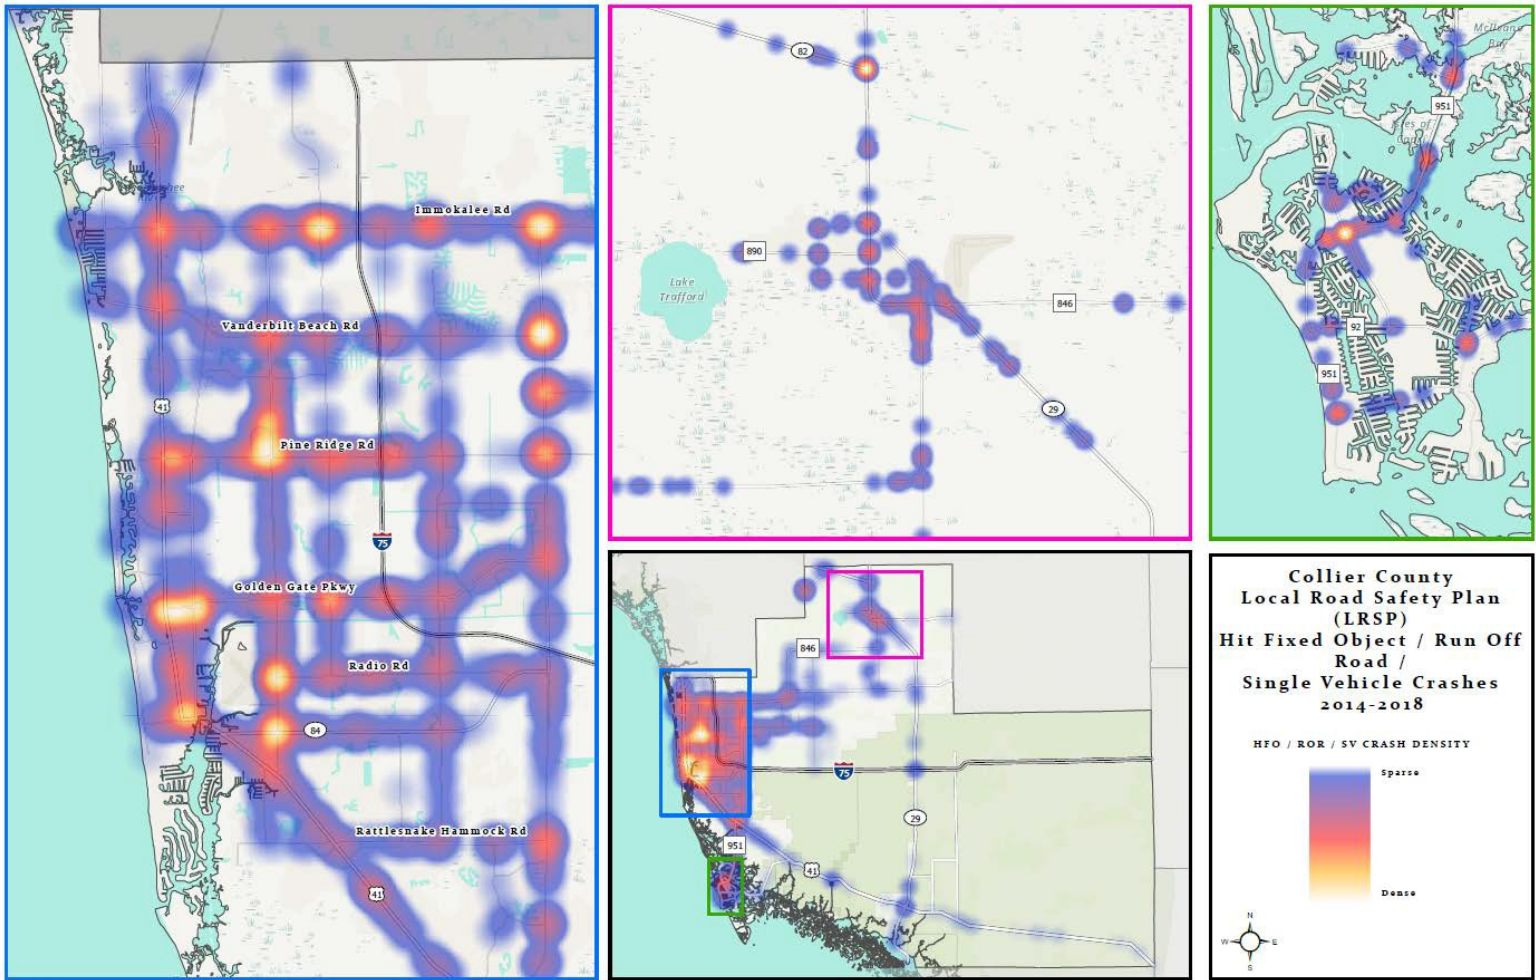 Immokalee Rd
Vanderbilt Beach Rd
41
Pine Ridge Rd
75
Golden Gate Pkwy
Radio Rd
84
Rattlesnake Hammock Rd
41
82
890
Lake
Trafford
846
29
951
Isles of
92
951
846
75
29
951
41
Collier County
Local Road Safety Plan
(LRSP)
Hit Fixed Object / Run Off
Road /
Single Vehicle Crashes
2014-2018
HFO / ROR / SV CRASH DENSITY
Sparse
Dense
N
W E
S